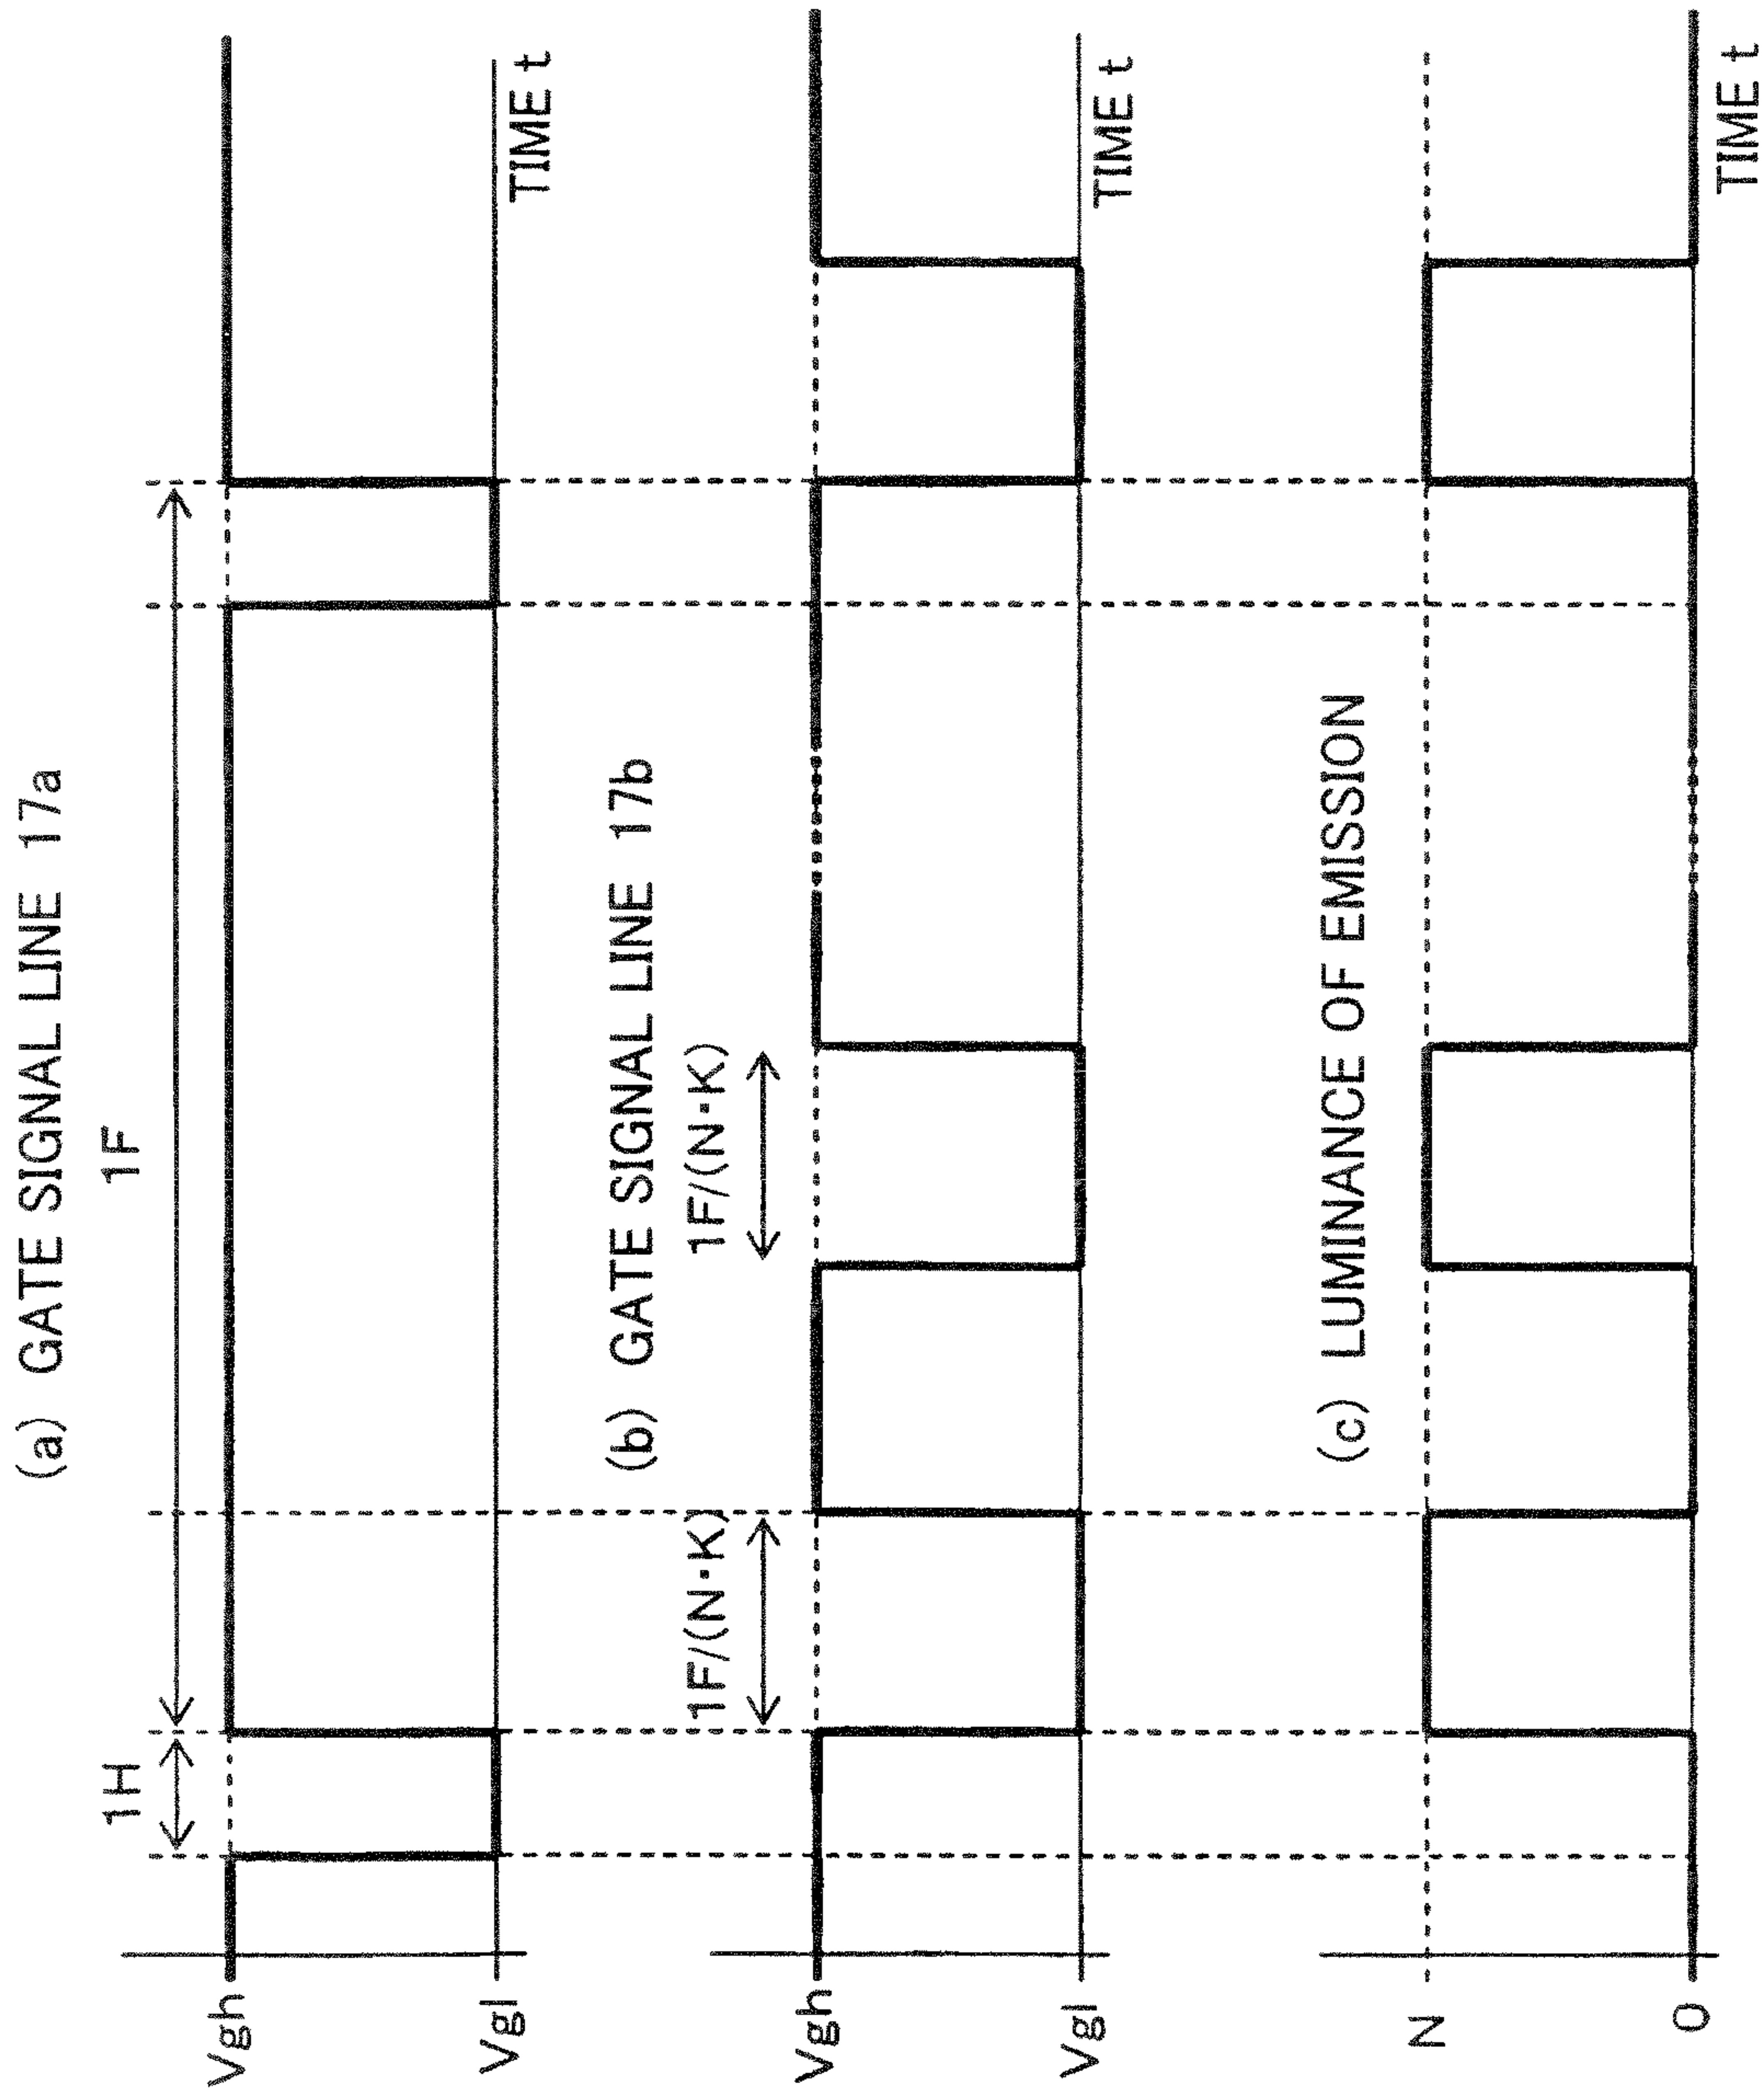 (a) GATE SIGNAL LINE 17a
1H
1F
Vgh
Vgl
TIME t
(b) GATE SIGNAL LINE 17b
1F/(N·K)
1F/(N·K)
Vgh
Vgl
TIME t
(c) LUMINANCE OF EMISSION
N
0
TIME t